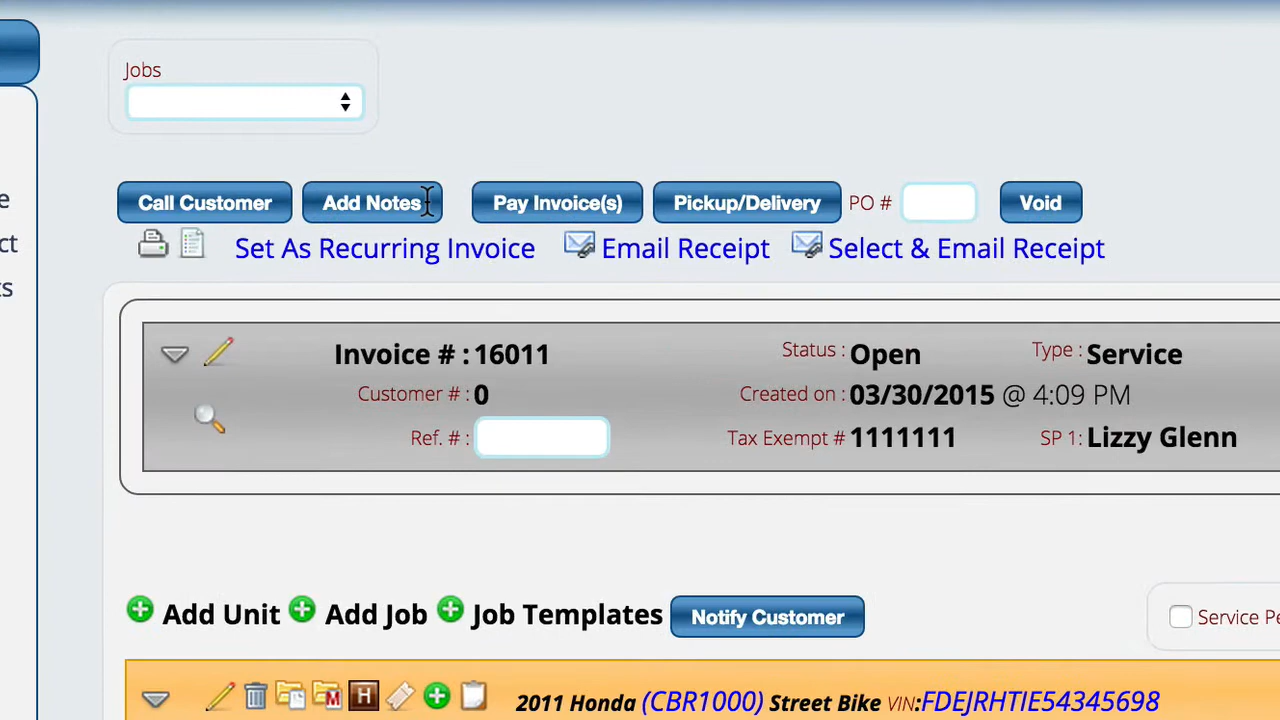 Jobs
Call Customer Add Notes Pay Invoice(s) Pickup/Delivery PO # Void
Set As Recurring Invoice Email Receipt Select & Email Receipt
Invoice # : 16011 Status : Open Type : Service
Customer # : 0 Created on : 03/30/2015 @ 4:09 PM
Ref. # : Tax Exempt # 1111111 SP 1: Lizzy Glenn
Add Unit Add Job Job Templates Notify Customer Service
2011 Honda (CBR1000) Street Bike VIN:FDEJRHTIE54345698